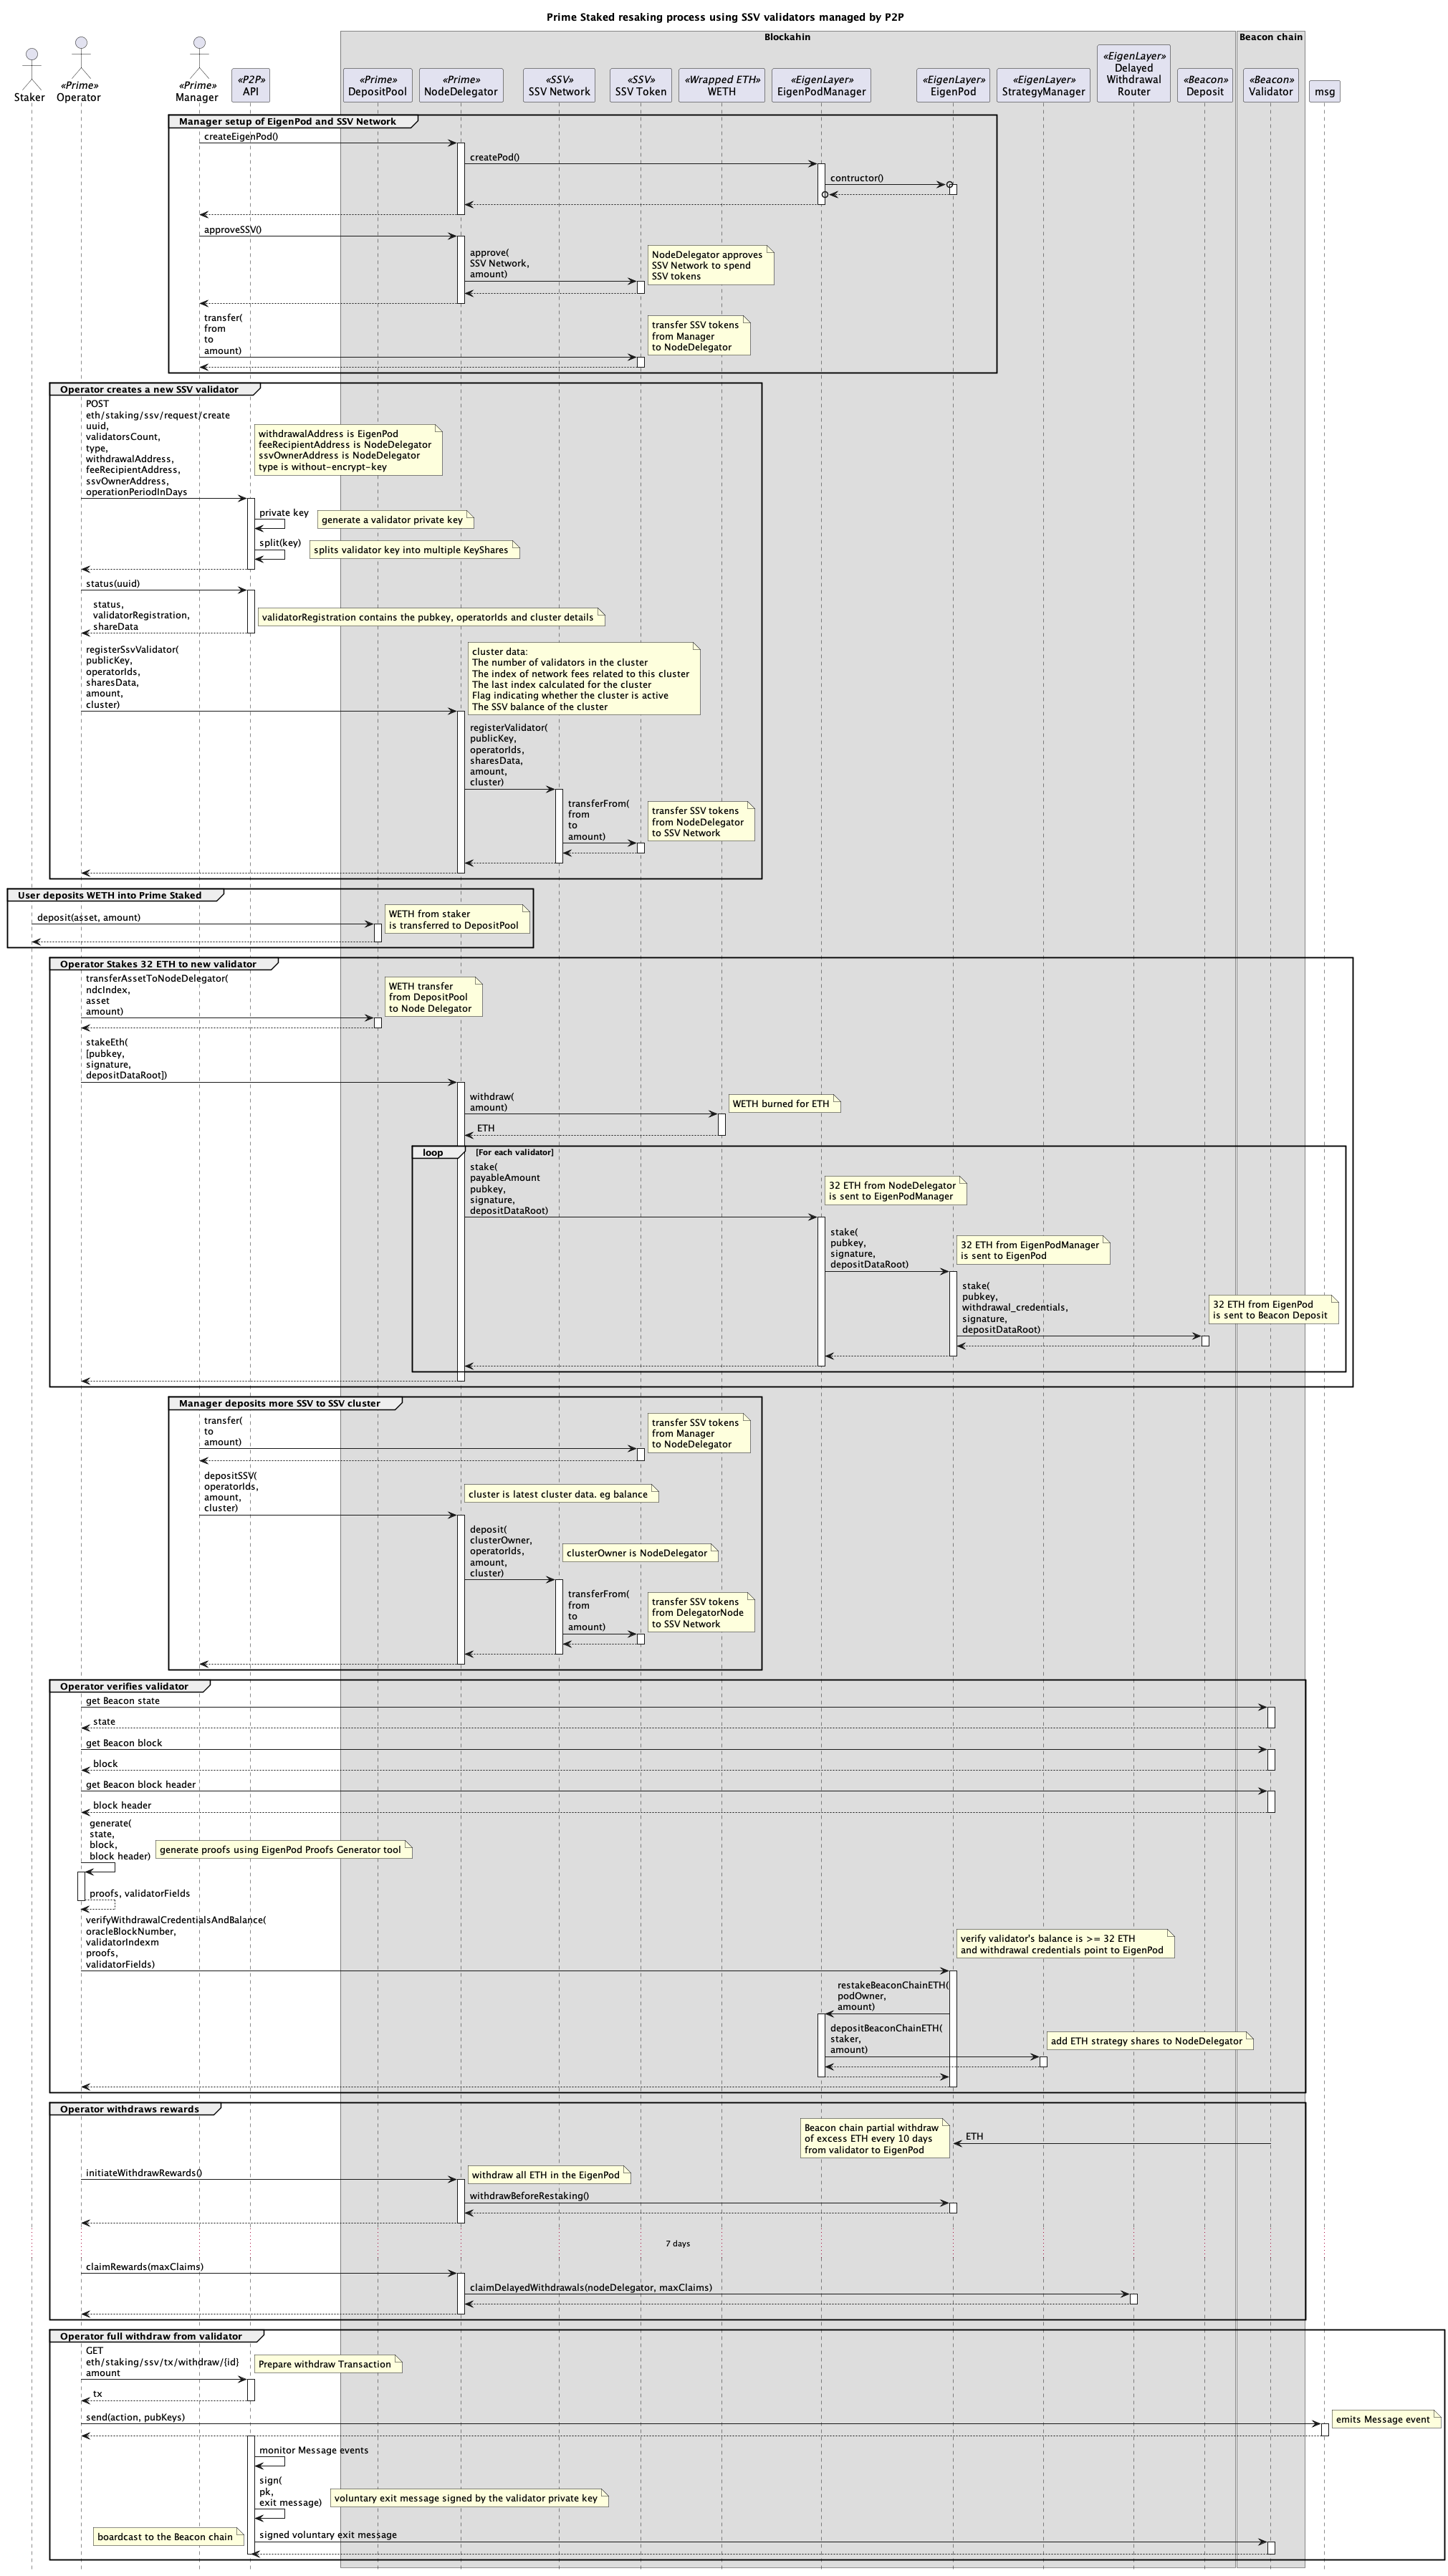 Prime Staked resaking process using SSV validators managed by P2P
Blockahin
Beacon chain
Staker
«Prime»
Operator
«Prime»
Manager
«P2P»
API
«Prime»
DepositPool
«Prime»
NodeDelegator
«SSV»
SSV Network
«SSV»
SSV Token
«Wrapped ETH»
WETH
«EigenLayer»
EigenPodManager
«EigenLayer»
EigenPod
«EigenLayer»
StrategyManager
«EigenLayer»
Delayed
Withdrawal
Router
«Beacon»
Deposit
«Beacon»
Validator
msg
Manager setup of EigenPod and SSV Network
createEigenPod()
createPod()
contructor()
approveSSV()
approve(
SSV Network,
amount)
NodeDelegator approves
SSV Network to spend
SSV tokens
transfer(
from
to
amount)
transfer SSV tokens
from Manager
to NodeDelegator
Operator creates a new SSV validator
POST
eth/staking/ssv/request/create
uuid,
validatorsCount,
type,
withdrawalAddress,
feeRecipientAddress,
ssvOwnerAddress,
operationPeriodInDays
withdrawalAddress is EigenPod
feeRecipientAddress is NodeDelegator
ssvOwnerAddress is NodeDelegator
type is without-encrypt-key
private key
generate a validator private key
split(key)
splits validator key into multiple KeyShares
status(uuid)
status,
validatorRegistration,
shareData
validatorRegistration contains the pubkey, operatorIds and cluster details
registerSsvValidator(
publicKey,
operatorIds,
sharesData,
amount,
cluster)
cluster data:
The number of validators in the cluster
The index of network fees related to this cluster
The last index calculated for the cluster
Flag indicating whether the cluster is active
The SSV balance of the cluster
registerValidator(
publicKey,
operatorIds,
sharesData,
amount,
cluster)
transferFrom(
from
to
amount)
transfer SSV tokens
from NodeDelegator
to SSV Network
User deposits WETH into Prime Staked
deposit(asset, amount)
WETH from staker
is transferred to DepositPool
Operator Stakes 32 ETH to new validator
transferAssetToNodeDelegator(
ndcIndex,
asset
amount)
WETH transfer
from DepositPool
to Node Delegator
stakeEth(
[pubkey,
signature,
depositDataRoot])
withdraw(
amount)
WETH burned for ETH
ETH
loop
[For each validator]
stake(
payableAmount
pubkey,
signature,
depositDataRoot)
32 ETH from NodeDelegator
is sent to EigenPodManager
stake(
pubkey,
signature,
depositDataRoot)
32 ETH from EigenPodManager
is sent to EigenPod
stake(
pubkey,
withdrawal_credentials,
signature,
depositDataRoot)
32 ETH from EigenPod
is sent to Beacon Deposit
Manager deposits more SSV to SSV cluster
transfer(
to
amount)
transfer SSV tokens
from Manager
to NodeDelegator
depositSSV(
operatorIds,
amount,
cluster)
cluster is latest cluster data. eg balance
deposit(
clusterOwner,
operatorIds,
amount,
cluster)
clusterOwner is NodeDelegator
transferFrom(
from
to
amount)
transfer SSV tokens
from DelegatorNode
to SSV Network
Operator verifies validator
get Beacon state
state
get Beacon block
block
get Beacon block header
block header
generate(
state,
block,
block header)
generate proofs using EigenPod Proofs Generator tool
proofs, validatorFields
verifyWithdrawalCredentialsAndBalance(
oracleBlockNumber,
validatorIndexm
proofs,
validatorFields)
verify validator's balance is >= 32 ETH
and withdrawal credentials point to EigenPod
restakeBeaconChainETH(
podOwner,
amount)
depositBeaconChainETH(
staker,
amount)
add ETH strategy shares to NodeDelegator
Operator withdraws rewards
Beacon chain partial withdraw
of excess ETH every 10 days
from validator to EigenPod
ETH
initiateWithdrawRewards()
withdraw all ETH in the EigenPod
withdrawBeforeRestaking()
7 days
claimRewards(maxClaims)
claimDelayedWithdrawals(nodeDelegator, maxClaims)
Operator full withdraw from validator
GET
eth/staking/ssv/tx/withdraw/{id}
amount
Prepare withdraw Transaction
tx
send(action, pubKeys)
emits Message event
monitor Message events
sign(
pk,
exit message)
voluntary exit message signed by the validator private key
boardcast to the Beacon chain
signed voluntary exit message